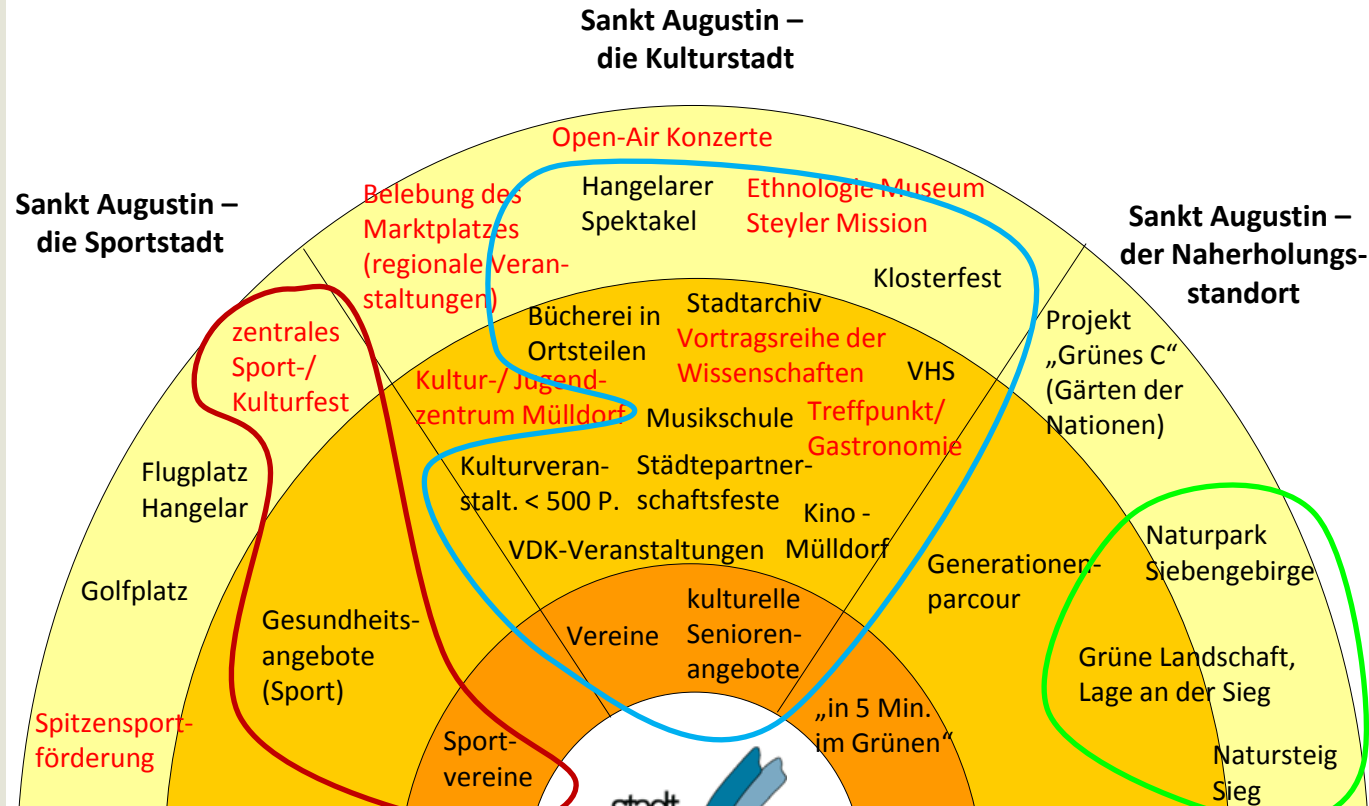 Sankt Augustin –
die Kulturstadt
Sankt Augustin –
die Sportstadt
Sankt Augustin –
der Naherholungs-
standort
Open-Air Konzerte
Belebung des
Marktplatzes
(regionale Veran-
staltungen)
Hangelarer
Spektakel
Ethnologie Museum
Steyler Mission
Klosterfest
Bücherei in
Ortsteilen
Stadtarchiv
Vortragsreihe der
Wissenschaften
VHS
Kultur-/ Jugend-
zentrum Mülldorf
Musikschule
Treffpunkt/
Gastronomie
Kulturveran-
stalt. < 500 P.
Städtepartner-
schaftsfeste
Kino -
Mülldorf
VDK-Veranstaltungen
Vereine
kulturelle
Senioren-
angebote
zentrales
Sport-/
Kulturfest
Flugplatz
Hangelar
Golfplatz
Gesundheits-
angebote
(Sport)
Spitzensport-
förderung
Sport-
vereine
Projekt
„Grünes C“
(Gärten der
Nationen)
Generationen-
parcour
Naturpark
Siebengebirge
Grüne Landschaft,
Lage an der Sieg
„in 5 Min.
im Grünen“
Natursteig
Sieg
stadt